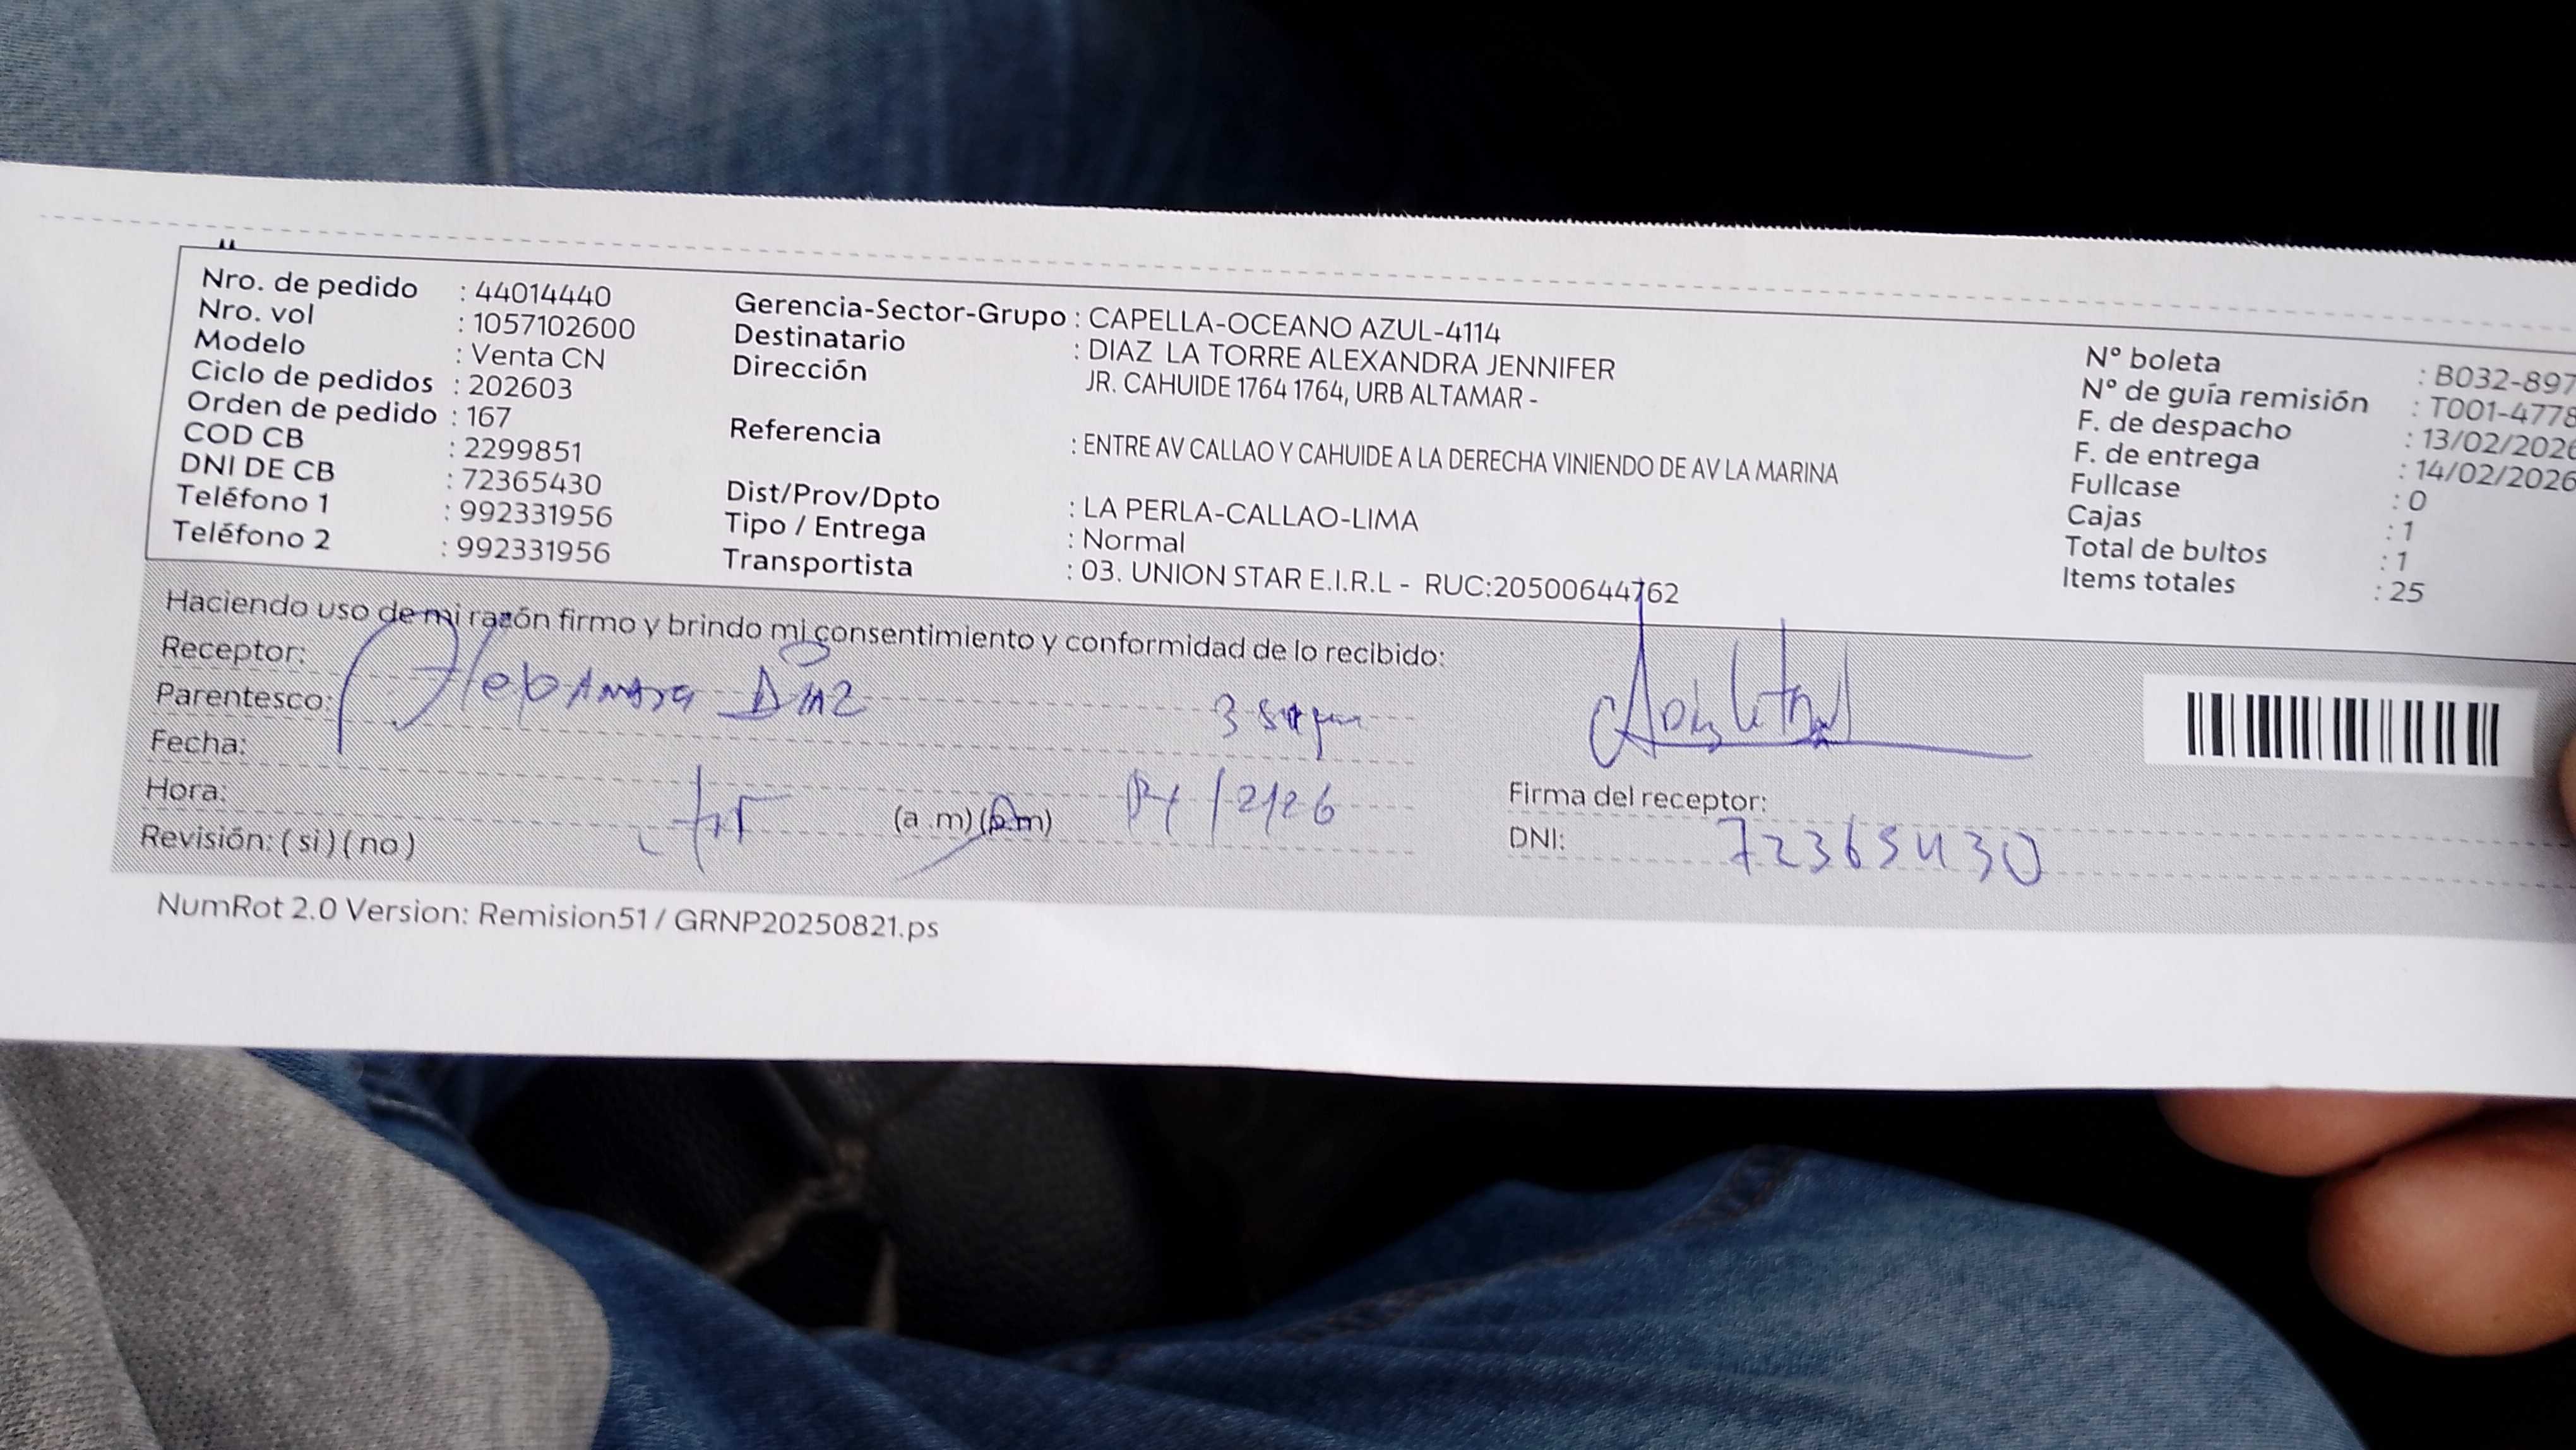 Nro. de pedido : 44014440
Nro. vol : 1057102600
Modelo : Venta CN
Ciclo de pedidos : 202603
Orden de pedido : 167
COD CB : 2299851
DNI DE CB : 72365430
Teléfono 1 : 992331956
Teléfono 2 : 992331956
Gerencia-Sector-Grupo : CAPELLA-OCEANO AZUL-4114
Destinatario : DIAZ LA TORRE ALEXANDRA JENNIFER
Dirección JR. CAHUIDE 1764 1764, URB ALTAMAR -
Referencia : ENTRE AV CALLAO Y CAHUIDE A LA DERECHA VINIENDO DE AV LA MARINA
Dist/Prov/Dpto : LA PERLA-CALLAO-LIMA
Tipo / Entrega : Normal
Transportista : 03. UNION STAR E.I.R.L - RUC:20500644762
N° boleta : B032-897
N° de guía remisión : T001-4778
F. de despacho : 13/02/2026
F. de entrega : 14/02/2026
Fullcase : 0
Cajas : 1
Total de bultos : 1
Items totales : 25
Haciendo uso de mi razón firmo y brindo mi consentimiento y conformidad de lo recibido:
Receptor:
Parentesco: Diaz
Fecha:
Hora: (a .m) (p.m)
Revisión: ( si ) ( no )
Firma del receptor:
DNI: 72365430
NumRot 2.0 Version: Remision51 / GRNP20250821.ps